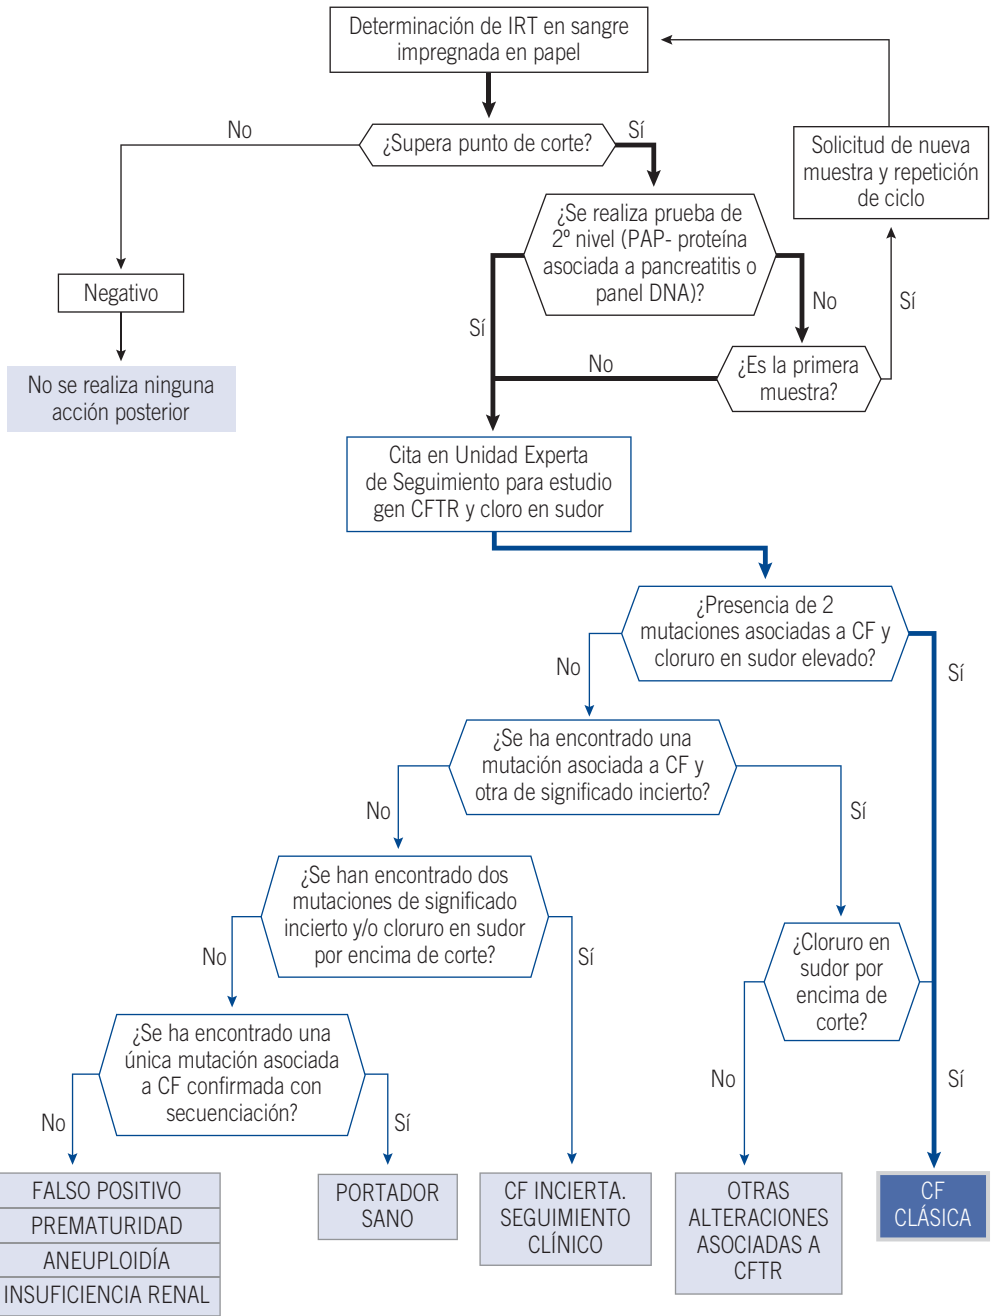 Determinación de IRT en sangre
impregnada en papel
No
¿Supera punto de corte?
Sí
Solicitud de nueva
muestra y repetición
de ciclo
¿Se realiza prueba de
2º nivel (PAP- proteína
asociada a pancreatitis o
panel DNA)?
Negativo
Sí
No
Sí
No
¿Es la primera
muestra?
No se realiza ninguna
acción posterior
Cita en Unidad Experta
de Seguimiento para estudio
gen CFTR y cloro en sudor
¿Presencia de 2
mutaciones asociadas a CF y
cloruro en sudor elevado?
No
Sí
¿Se ha encontrado una
mutación asociada a CF y
otra de significado incierto?
No
Sí
¿Se han encontrado dos
mutaciones de significado
incierto y/o cloruro en sudor
por encima de corte?
No
Sí
¿Cloruro en
sudor por
encima de
corte?
¿Se ha encontrado una
única mutación asociada
a CF confirmada con
secuenciación?
No
Sí
No
Sí
FALSO POSITIVO
PREMATURIDAD
ANEUPLOIDÍA
INSUFICIENCIA RENAL
PORTADOR
SANO
CF INCIERTA.
SEGUIMIENTO
CLÍNICO
OTRAS
ALTERACIONES
ASOCIADAS A
CFTR
CF
CLÁSICA